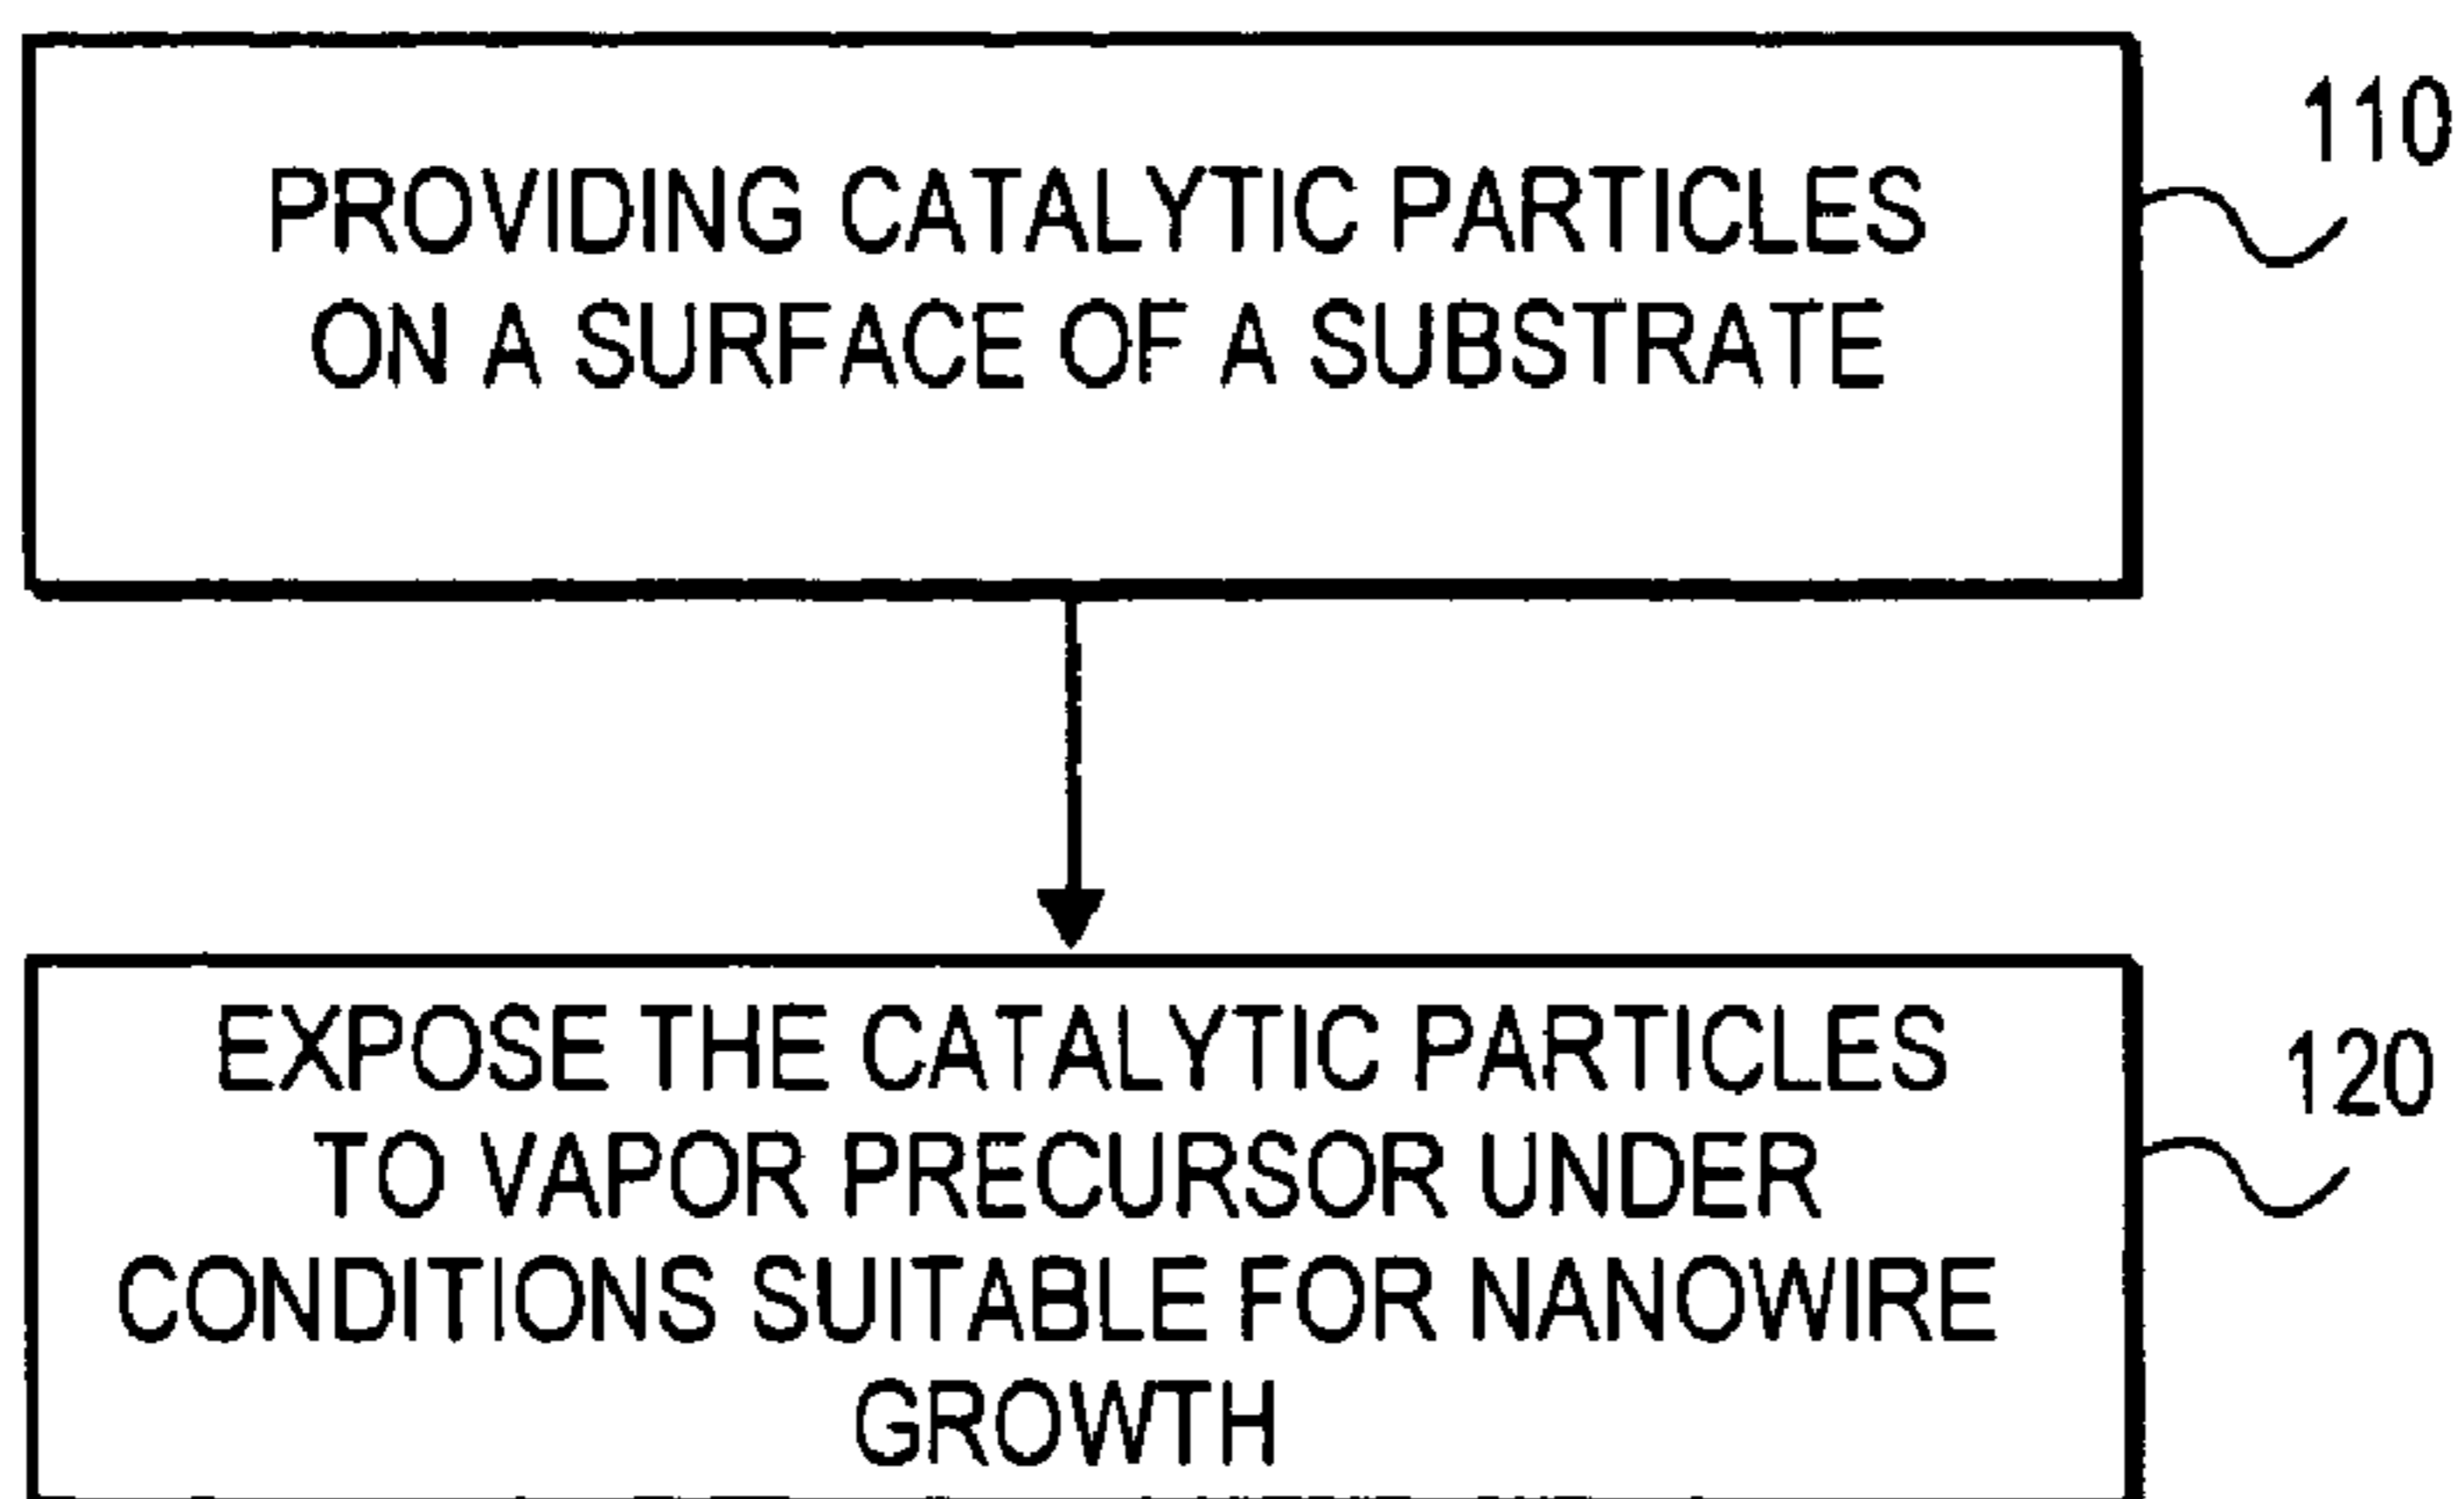 110
PROVIDING CATALYTIC PARTICLES
ON A SURFACE OF A SUBSTRATE
120
EXPOSE THE CATALYTIC PARTICLES
TO VAPOR PRECURSOR UNDER
CONDITIONS SUITABLE FOR NANOWIRE
GROWTH